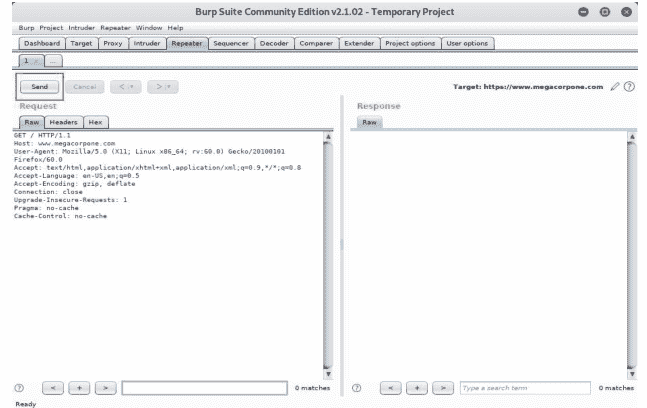 Burp Suite Community Edition v2.1.02 - Temporary Project
Burp Project Intruder Repeater Window Help
Dashboard Target Proxy Intruder Repeater Sequencer Decoder Comparer Extender Project options User options
1 × ...
Send Cancel < > Target: https://www.megacorpone.com ?
Request
Raw Headers Hex
GET / HTTP/1.1
Host: www.megacorpone.com
User-Agent: Mozilla/5.0 (X11; Linux x86_64; rv:60.0) Gecko/20100101
Firefox/60.0
Accept: text/html,application/xhtml+xml,application/xml;q=0.9,*/*;q=0.8
Accept-Language: en-US,en;q=0.5
Accept-Encoding: gzip, deflate
Connection: close
Upgrade-Insecure-Requests: 1
Pragma: no-cache
Cache-Control: no-cache
? < + > 0 matches
Response
Raw
? < + > Type a search term 0 matches
Ready